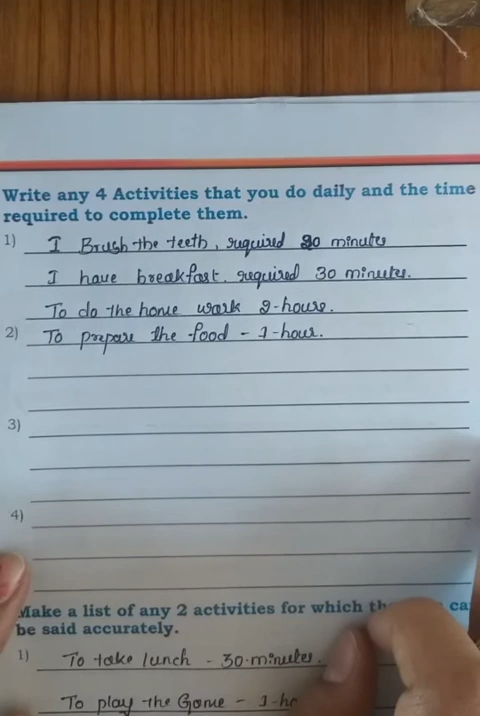 Write any 4 Activities that you do daily and the time
required to complete them.
1) I Brush the teeth, required 20 minutes
I have breakfast. required 30 minutes.
To do the home work 2-hours.
2) To prepare the food - 1-hour.
3)
4)
Make a list of any 2 activities for which
be said accurately.
1) To take lunch - 30-minutes.
To play the Game - 1-